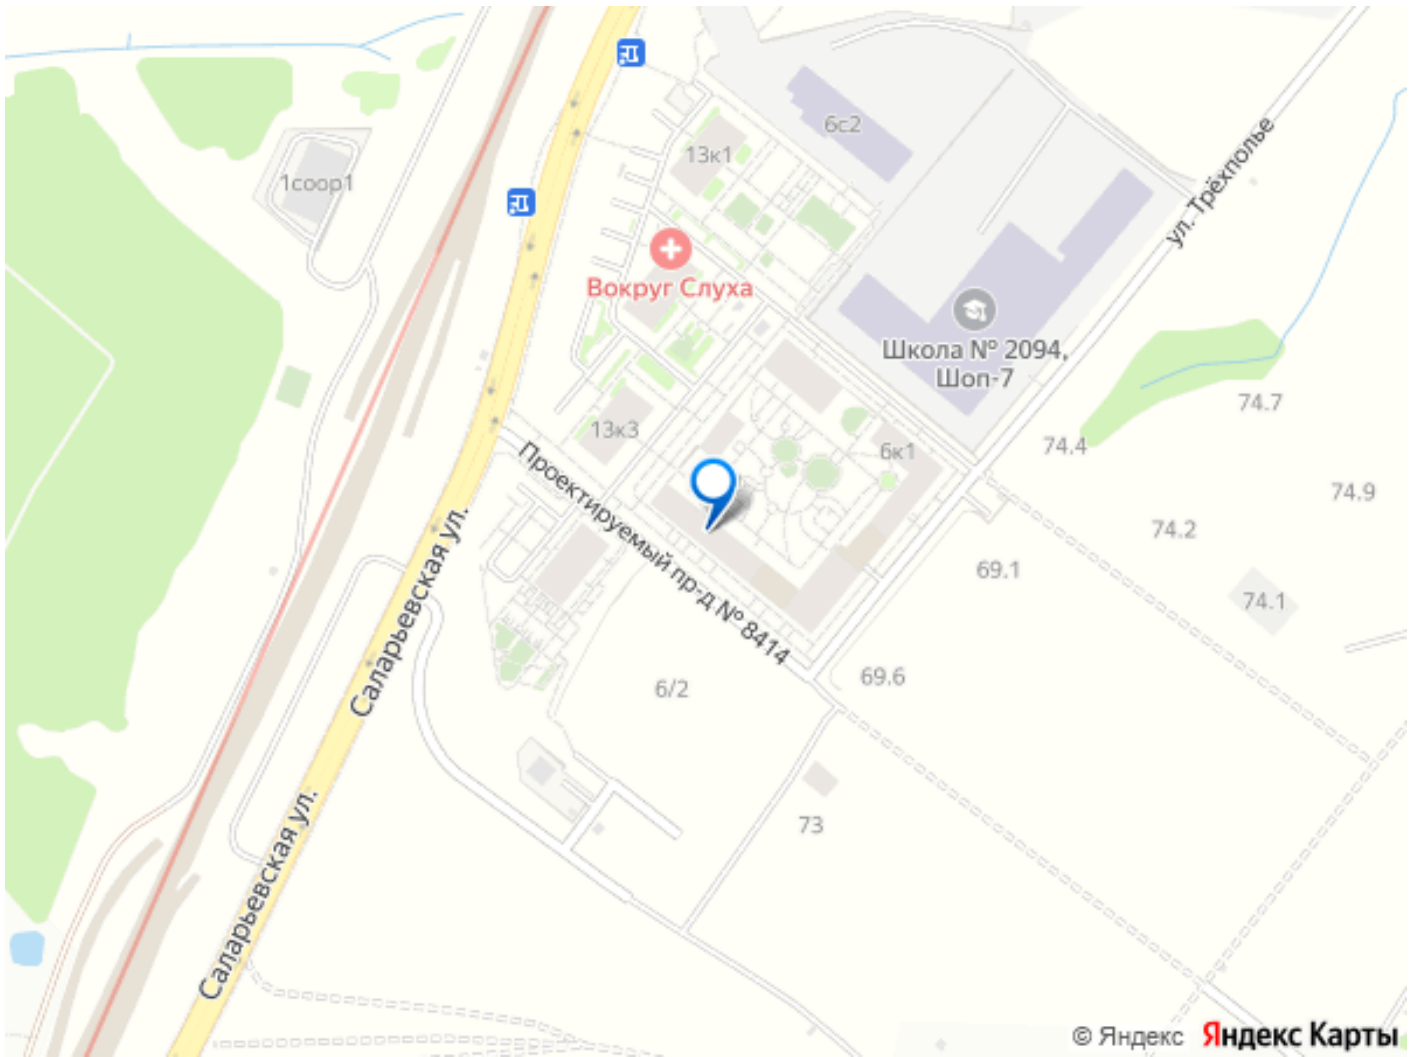 6с2
13к1
1соор1
ул. Трёхполье
Вокруг Слуха
Школа № 2094,
Шоп-7
74.7
13к3
6к1
74.4
Проектируемый пр-д № 8414
74.9
74.2
Саларьевская ул.
69.1
74.1
69.6
6/2
73
Саларьевская ул.
© Яндекс Яндекс Карты